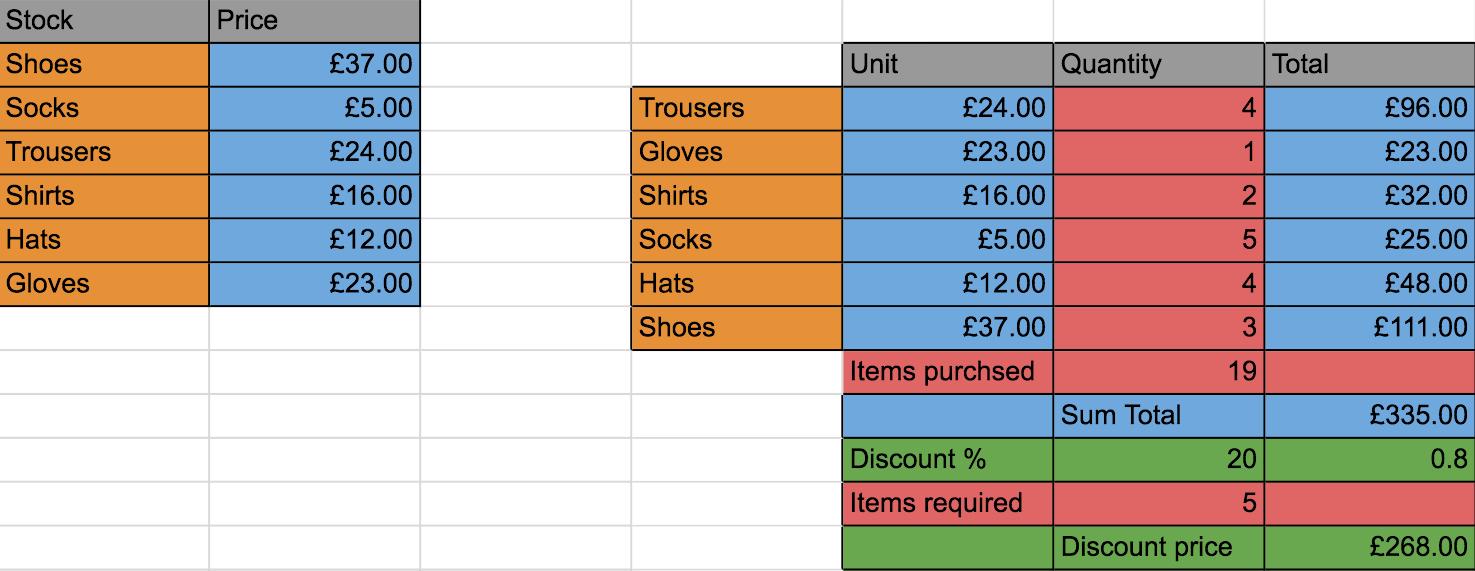 Stock Price
Shoes £37.00 Unit Quantity Total
Socks £5.00 Trousers £24.00 4 £96.00
Trousers £24.00 Gloves £23.00 1 £23.00
Shirts £16.00 Shirts £16.00 2 £32.00
Hats £12.00 Socks £5.00 5 £25.00
Gloves £23.00 Hats £12.00 4 £48.00
Shoes £37.00 3 £111.00
Items purchsed 19
Sum Total £335.00
Discount % 20 0.8
Items required 5
Discount price £268.00